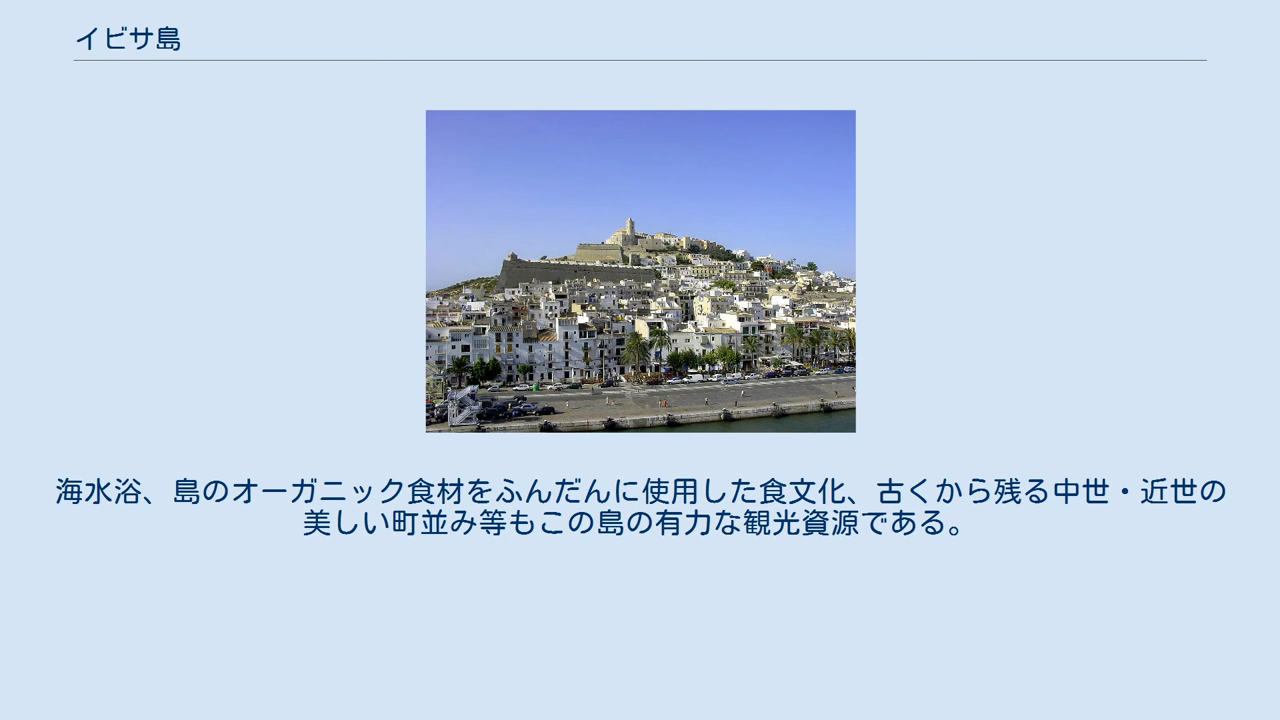 イビサ島
海水浴、島のオーガニック食材をふんだんに使用した食文化、古くから残る中世・近世の
美しい町並み等もこの島の有力な観光資源である。